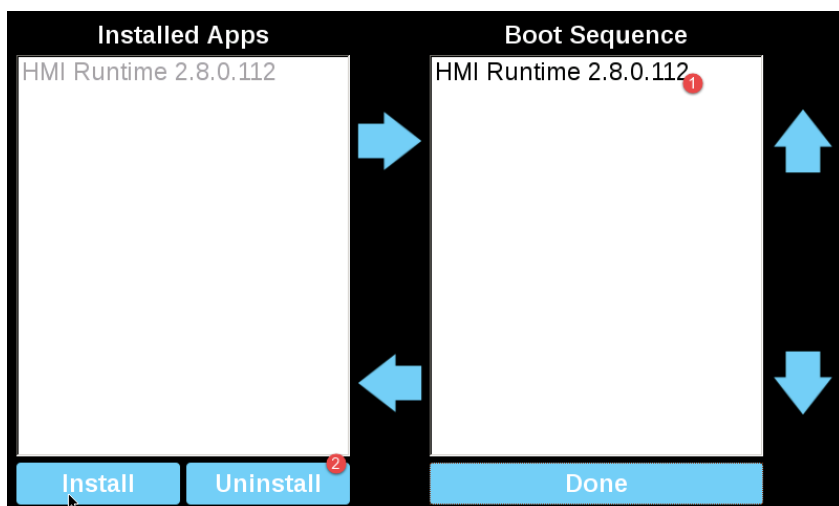 Installed Apps
HMI Runtime 2.8.0.112
Boot Sequence
HMI Runtime 2.8.0.112
1
2
Install
Uninstall
Done